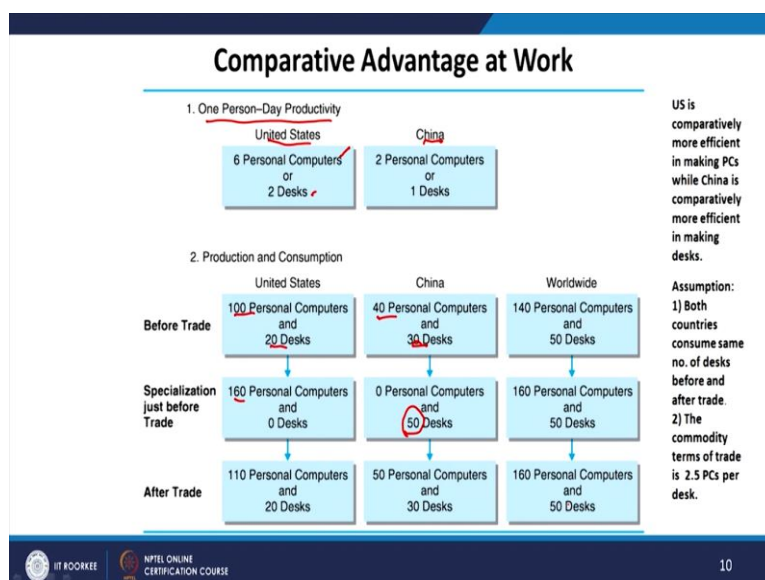 Comparative Advantage at Work
1. One Person–Day Productivity
United States
China
6 Personal Computers
or
2 Desks
2 Personal Computers
or
1 Desks
2. Production and Consumption
United States
China
Worldwide
Before Trade
100 Personal Computers
and
20 Desks
40 Personal Computers
and
30 Desks
140 Personal Computers
and
50 Desks
Specialization
just before
Trade
160 Personal Computers
and
0 Desks
0 Personal Computers
and
50 Desks
160 Personal Computers
and
50 Desks
After Trade
110 Personal Computers
and
20 Desks
50 Personal Computers
and
30 Desks
160 Personal Computers
and
50 Desks
US is
comparatively
more efficient
in making PCs
while China is
comparatively
more efficient
in making
desks.
Assumption:
1) Both
countries
consume same
no. of desks
before and
after trade.
2) The
commodity
terms of trade
is 2.5 PCs per
desk.
IIT ROORKEE
NPTEL ONLINE
CERTIFICATION COURSE
10